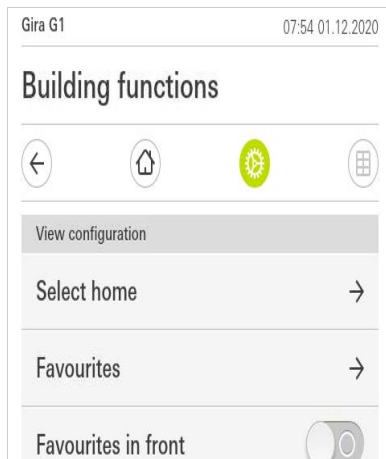 Gira G1 07:54 01.12.2020
Building functions
View configuration
Select home
Favourites
Favourites in front